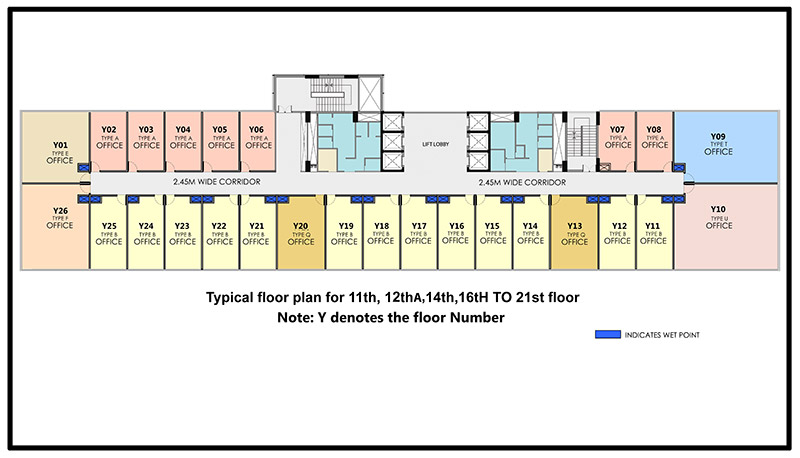 Y01
TYPE E
OFFICE
Y02
TYPE A
OFFICE
Y03
TYPE A
OFFICE
Y04
TYPE A
OFFICE
Y05
TYPE A
OFFICE
Y06
TYPE A
OFFICE
LIFT LOBBY
Y07
TYPE A
OFFICE
Y08
TYPE A
OFFICE
Y09
TYPE T
OFFICE
2.45M WIDE CORRIDOR
2.45M WIDE CORRIDOR
Y26
TYPE F
OFFICE
Y25
TYPE B
OFFICE
Y24
TYPE B
OFFICE
Y23
TYPE B
OFFICE
Y22
TYPE B
OFFICE
Y21
TYPE B
OFFICE
Y20
TYPE Q
OFFICE
Y19
TYPE B
OFFICE
Y18
TYPE B
OFFICE
Y17
TYPE B
OFFICE
Y16
TYPE B
OFFICE
Y15
TYPE B
OFFICE
Y14
TYPE B
OFFICE
Y13
TYPE Q
OFFICE
Y12
TYPE B
OFFICE
Y11
TYPE B
OFFICE
Y10
TYPE U
OFFICE
Typical floor plan for 11th, 12thA,14th,16tH TO 21st floor
Note: Y denotes the floor Number
INDICATES WET POINT